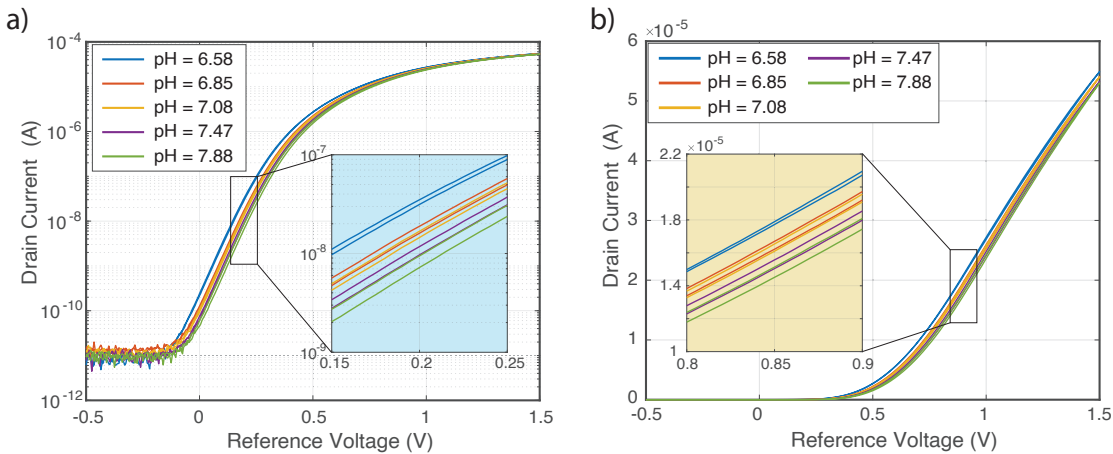 a)
10^-4
10^-6
10^-8
10^-10
10^-12
Drain Current (A)
pH = 6.58
pH = 6.85
pH = 7.08
pH = 7.47
pH = 7.88
10^-7
10^-8
10^-9
0.15
0.2
0.25
-0.5
0
0.5
1
1.5
Reference Voltage (V)
b)
×10^-5
6
5
4
3
2
1
0
Drain Current (A)
pH = 6.58
pH = 6.85
pH = 7.08
pH = 7.47
pH = 7.88
×10^-5
2.2
1.8
1.4
1
0.8
0.85
0.9
-0.5
0
0.5
1
1.5
Reference Voltage (V)